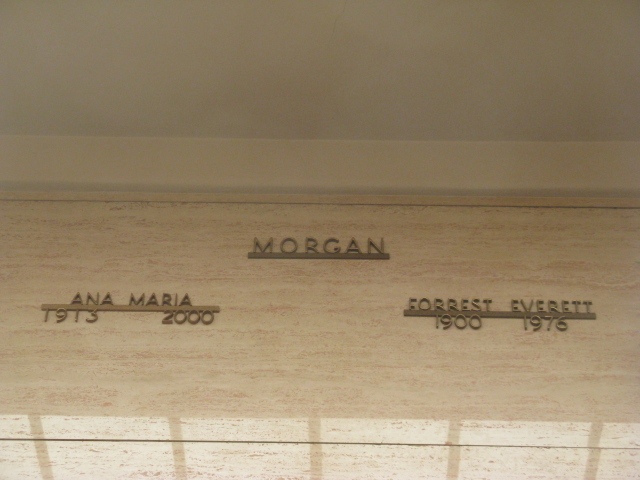 MORGAN
ANA MARIA
1913 2000
FORREST EVERETT
1900 1976